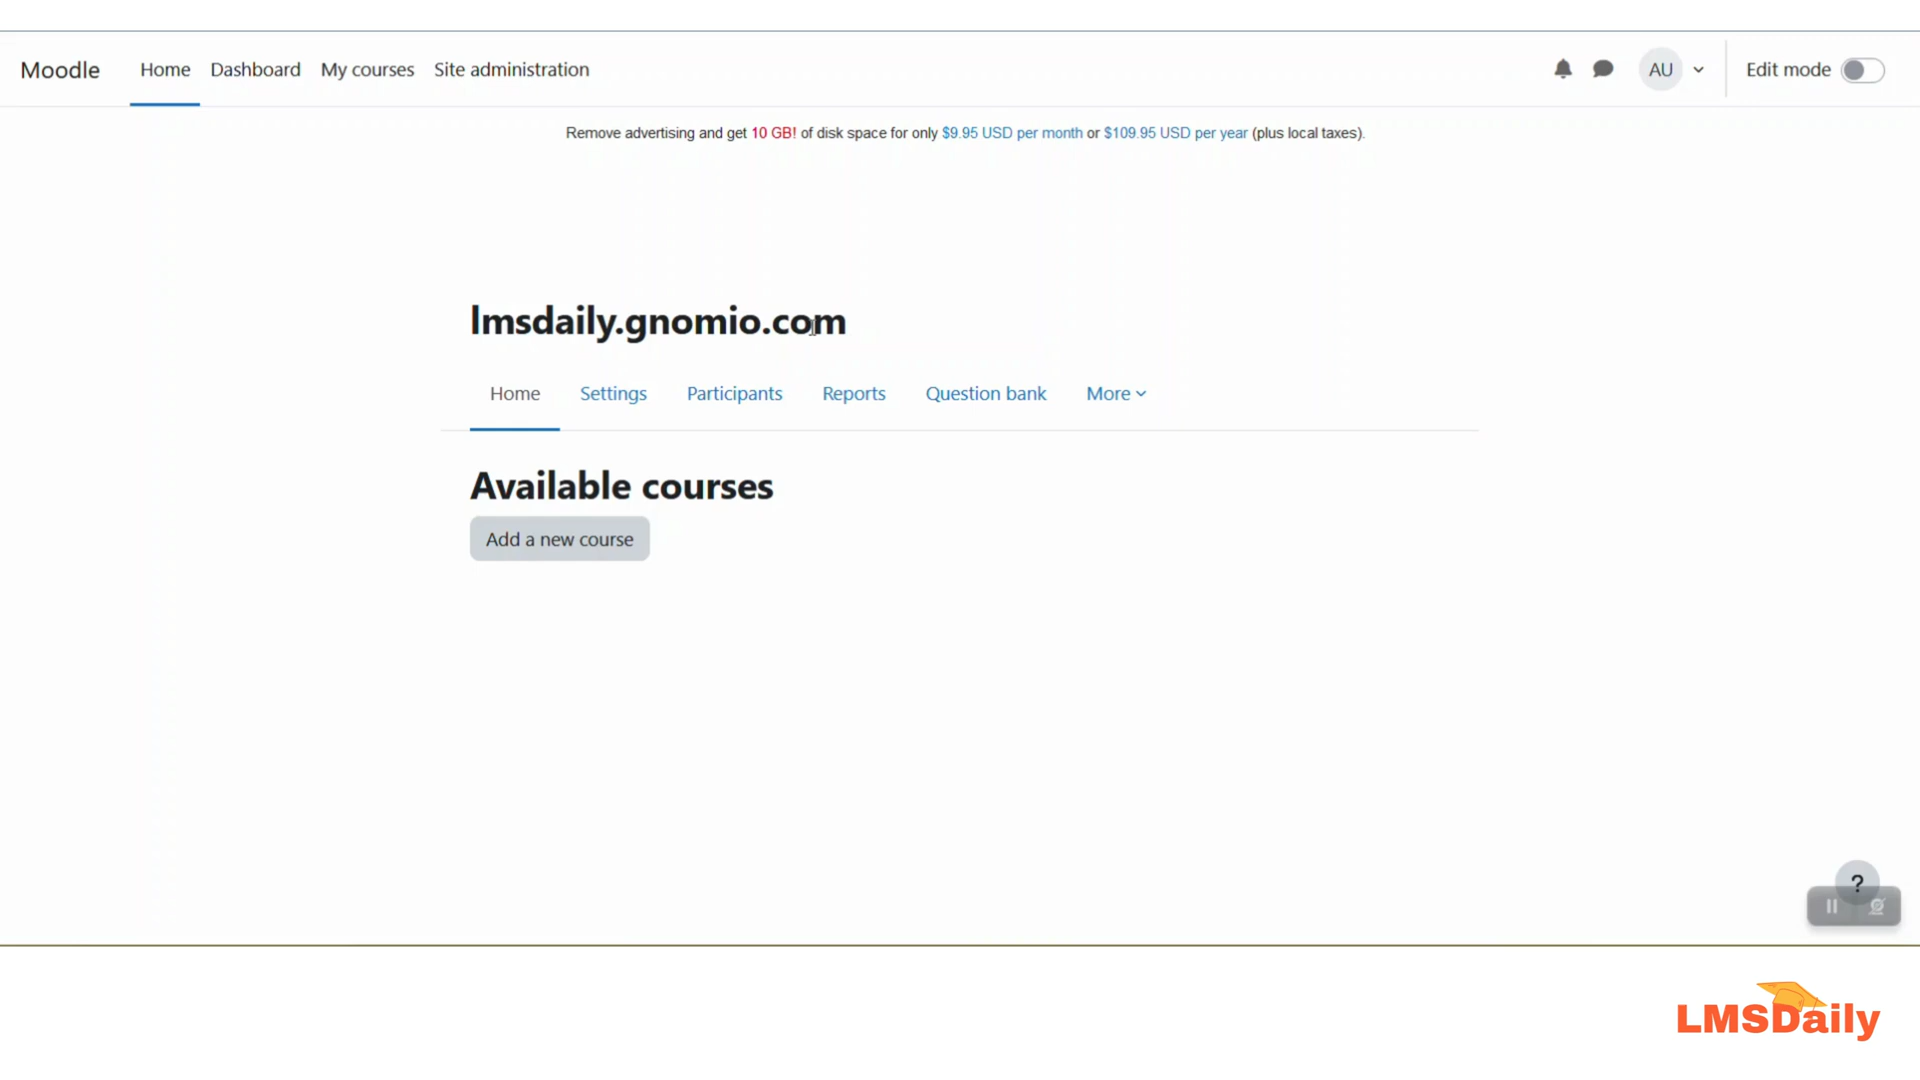 Moodle Home Dashboard My courses Site administration AU Edit mode
Remove advertising and get 10 GB! of disk space for only $9.95 USD per month or $109.95 USD per year (plus local taxes).
lmsdaily.gnomio.com
Home Settings Participants Reports Question bank More
Available courses
Add a new course
?
LMSDaily